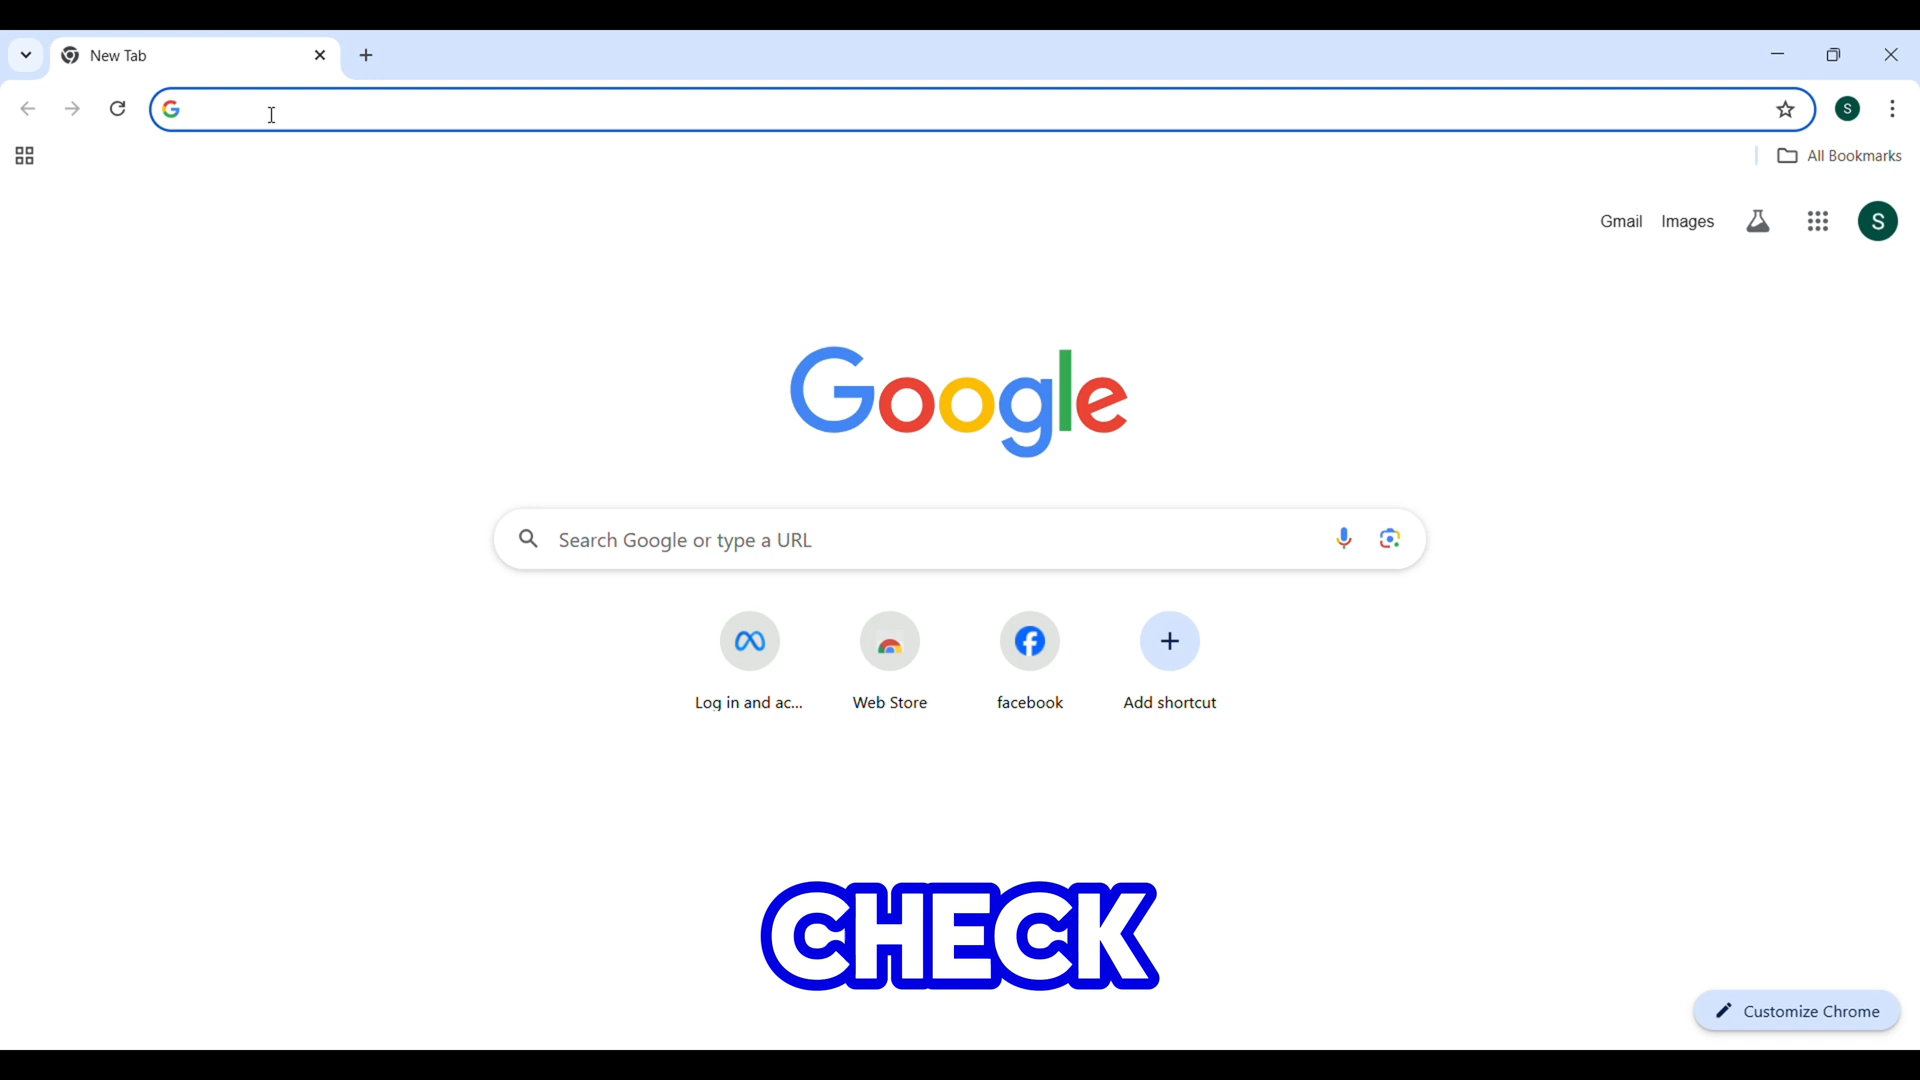 New Tab
S
All Bookmarks
Gmail Images S
Google
Search Google or type a URL
Log in and ac... Web Store facebook Add shortcut
CHECK
Customize Chrome